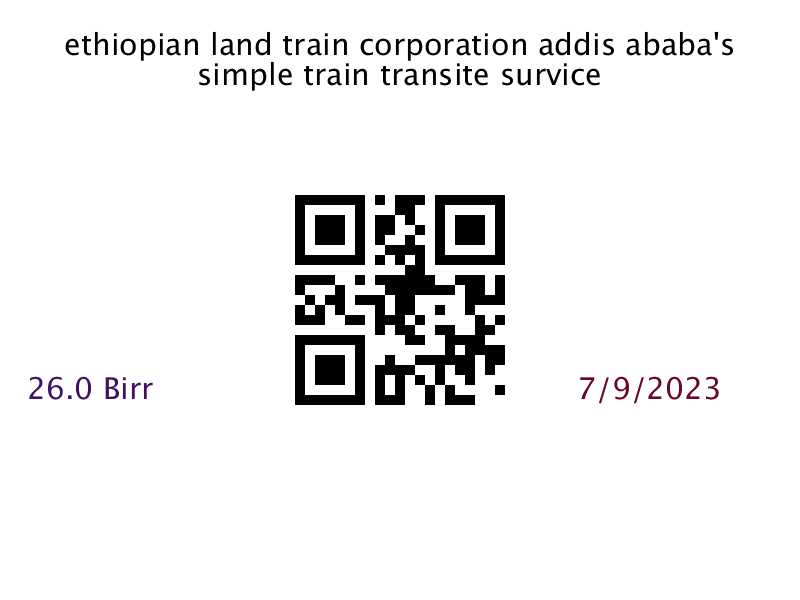 ethiopian land train corporation addis ababa's
simple train transite survice
26.0 Birr
7/9/2023